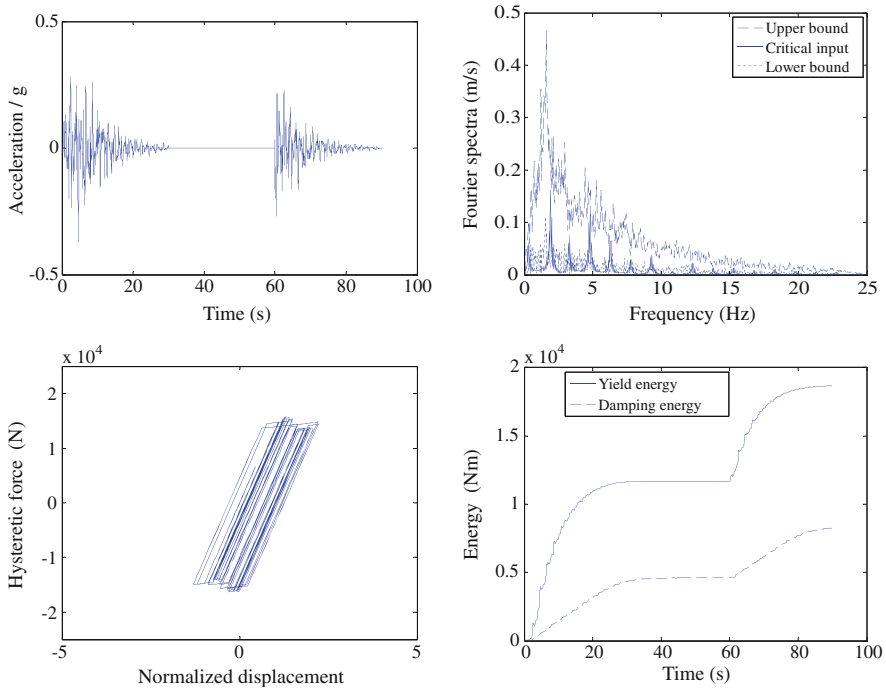 0.5
0
-0.5
Acceleration / g
0 20 40 60 80 100
Time (s)
0.5
0.4
0.3
0.2
0.1
0
Fourier spectra (m/s)
Upper bound
Critical input
Lower bound
0 5 10 15 20 25
Frequency (Hz)
x 10^4
2
1
0
-1
-2
Hysteretic force (N)
-5 0 5
Normalized displacement
x 10^4
2
1.5
1
0.5
0
Energy (Nm)
Yield energy
Damping energy
0 20 40 60 80 100
Time (s)